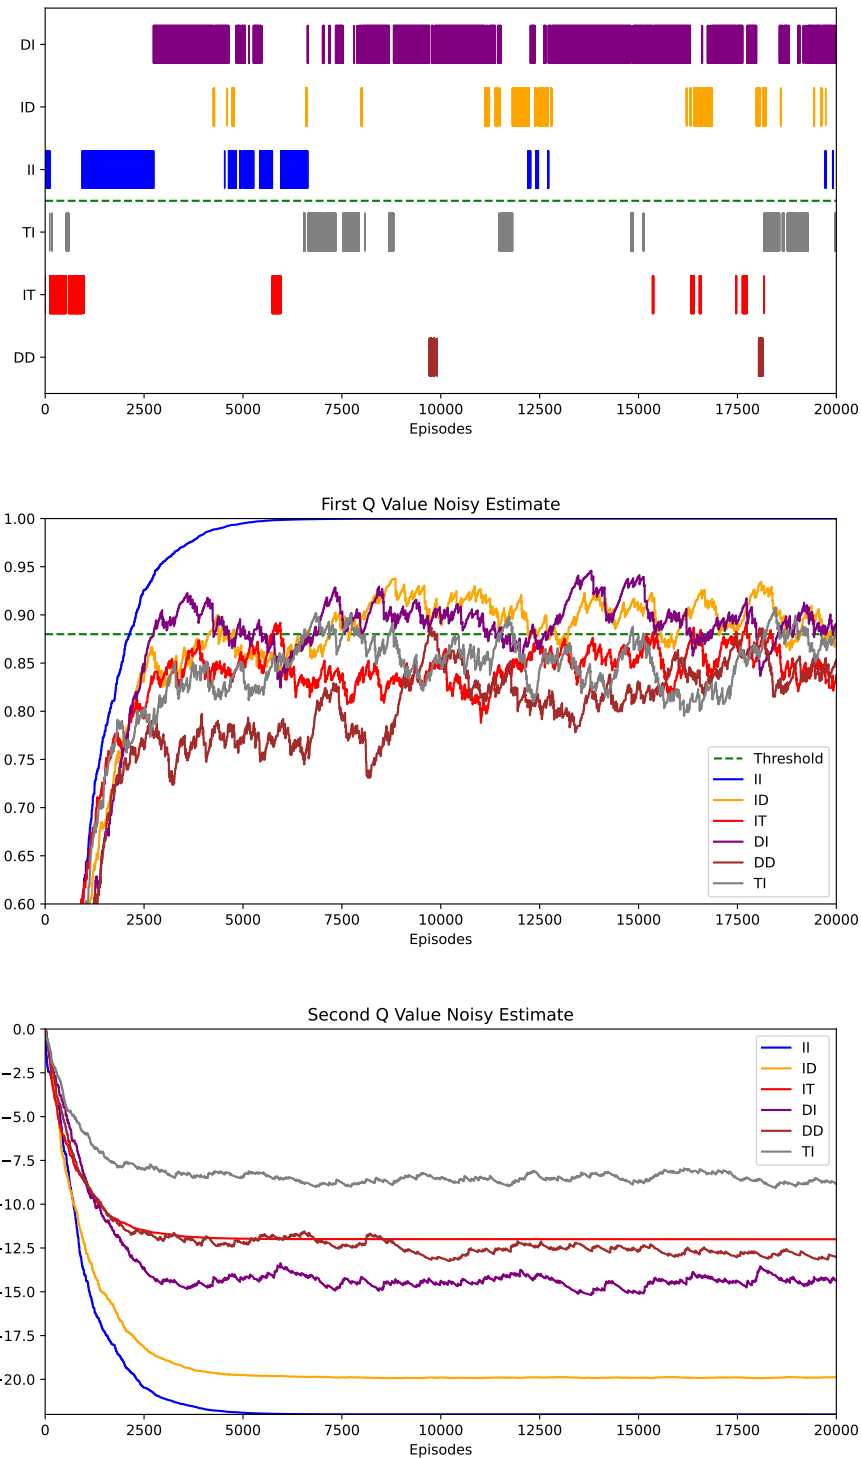 DI
ID
II
TI
IT
DD
0 2500 5000 7500 10000 12500 15000 17500 20000
Episodes
First Q Value Noisy Estimate
1.00
0.95
0.90
0.85
0.80
0.75
0.70
0.65
0.60
Threshold
II
ID
IT
DI
DD
TI
0 2500 5000 7500 10000 12500 15000 17500 20000
Episodes
Second Q Value Noisy Estimate
0.0
−2.5
−5.0
−7.5
10.0
12.5
15.0
17.5
20.0
II
ID
IT
DI
DD
TI
0 2500 5000 7500 10000 12500 15000 17500 20000
Episodes